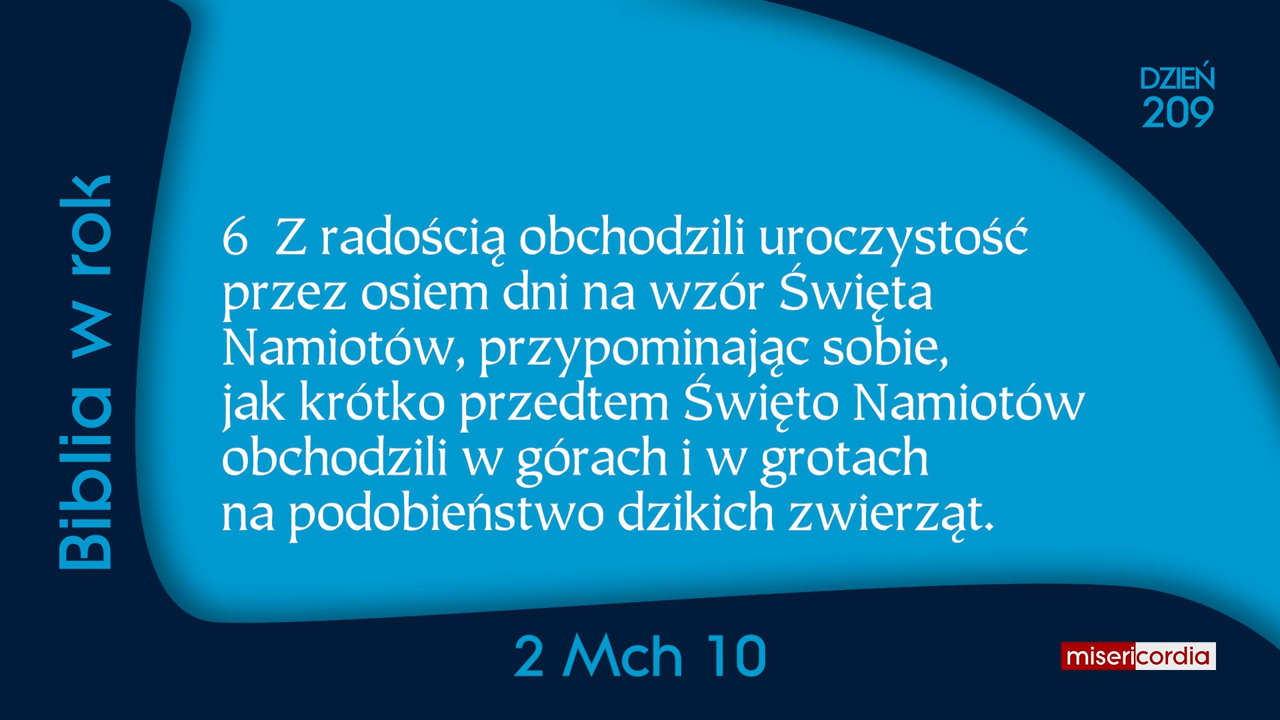 DZIEŃ
209
Biblia w rok
6 Z radością obchodzili uroczystość
przez osiem dni na wzór Święta
Namiotów, przypominając sobie,
jak krótko przedtem Święto Namiotów
obchodzili w górach i w grotach
na podobieństwo dzikich zwierząt.
2 Mch 10
misericordia